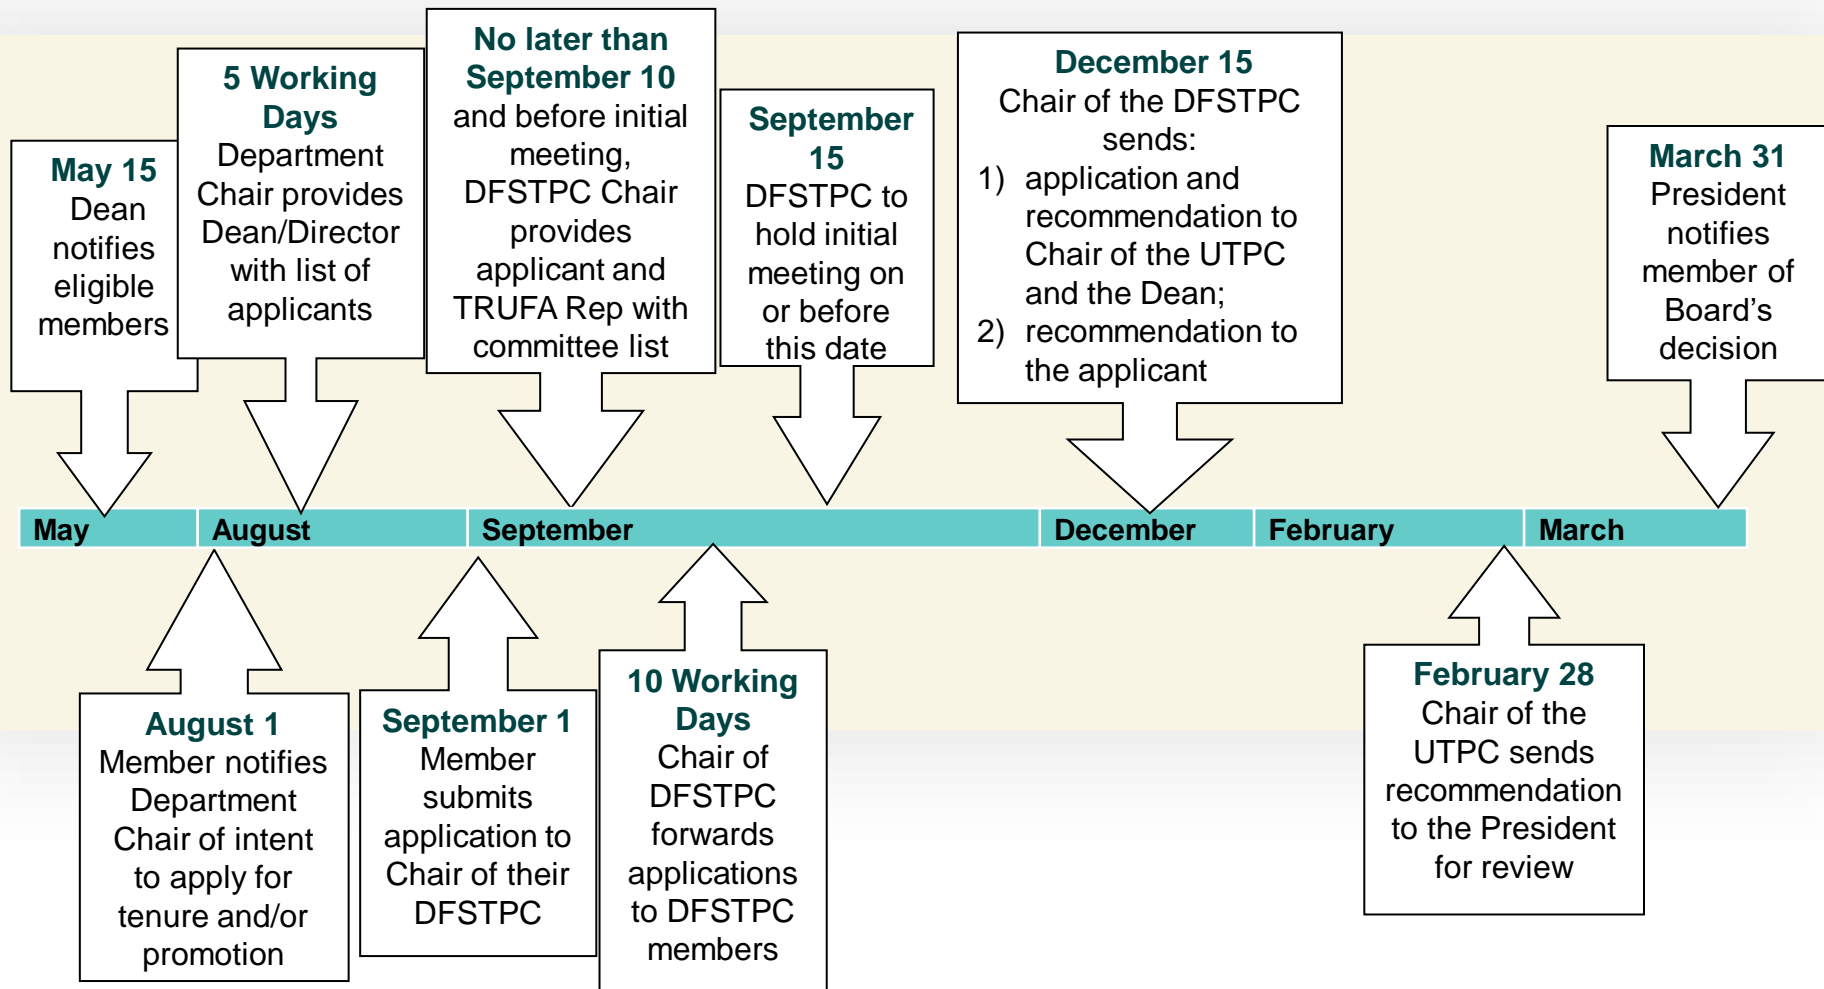 May 15
Dean
notifies
eligible
members
5 Working
Days
Department
Chair provides
Dean/Director
with list of
applicants
No later than
September 10
and before initial
meeting,
DFSTPC Chair
provides
applicant and
TRUFA Rep with
committee list
September
15
DFSTPC to
hold initial
meeting on
or before
this date
December 15
Chair of the DFSTPC
sends:
1) application and
recommendation to
Chair of the UTPC
and the Dean;
2) recommendation to
the applicant
March 31
President
notifies
member of
Board’s
decision
May August September December February March
August 1
Member notifies
Department
Chair of intent
to apply for
tenure and/or
promotion
September 1
Member
submits
application to
Chair of their
DFSTPC
10 Working
Days
Chair of
DFSTPC
forwards
applications
to DFSTPC
members
February 28
Chair of the
UTPC sends
recommendation
to the President
for review